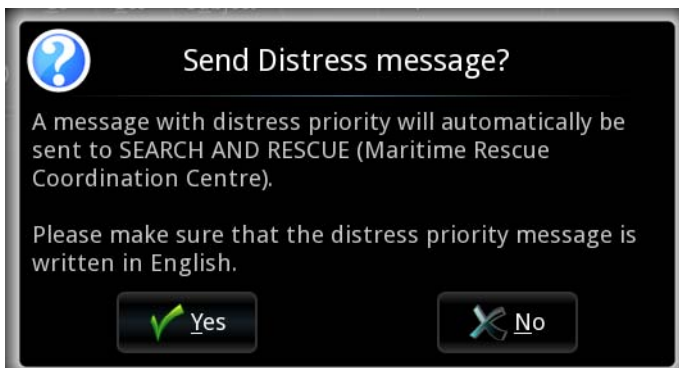 Send Distress message?
A message with distress priority will automatically be
sent to SEARCH AND RESCUE (Maritime Rescue
Coordination Centre).
Please make sure that the distress priority message is
written in English.
Yes
No